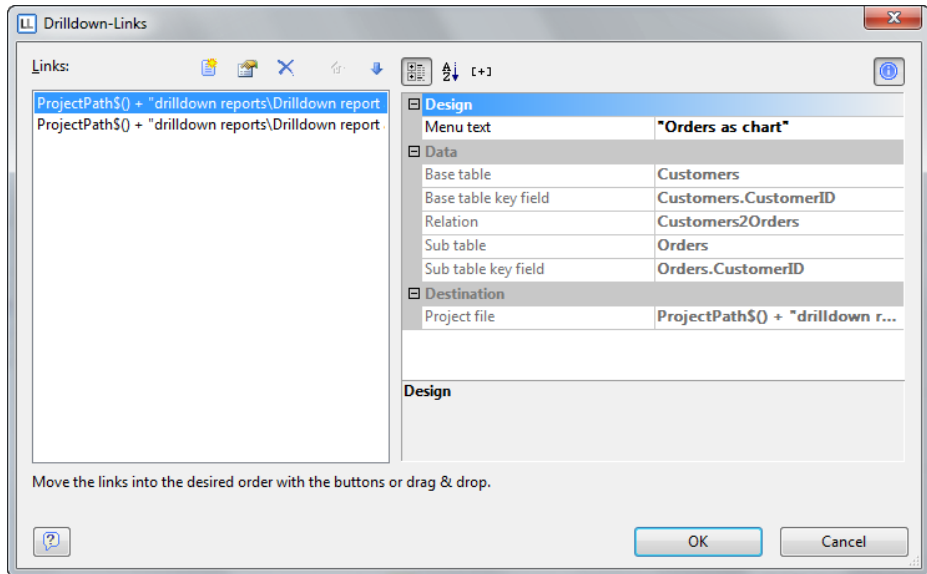 LL Drilldown-Links
Links:
A Z [+]
ProjectPath$() + "drilldown reports\Drilldown report
ProjectPath$() + "drilldown reports\Drilldown report
Design
Menu text "Orders as chart"
Data
Base table Customers
Base table key field Customers.CustomerID
Relation Customers2Orders
Sub table Orders
Sub table key field Orders.CustomerID
Destination
Project file ProjectPath$() + "drilldown r...
Design
Move the links into the desired order with the buttons or drag & drop.
OK Cancel